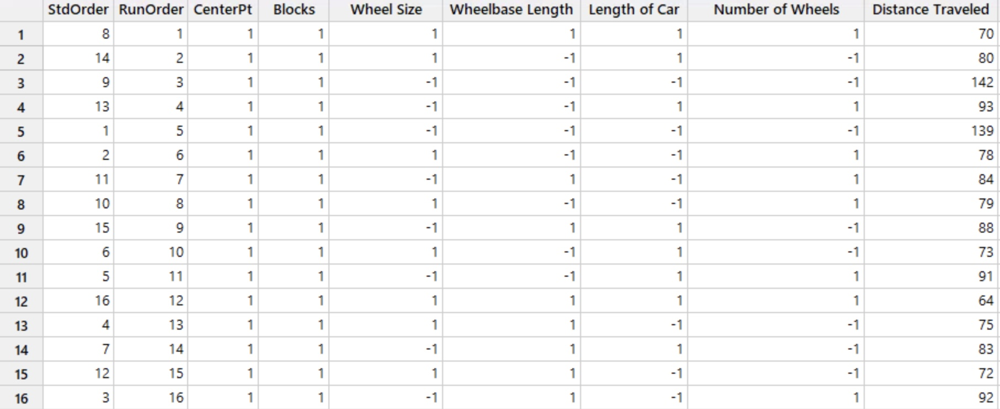 StdOrder RunOrder CenterPt Blocks Wheel Size Wheelbase Length Length of Car Number of Wheels Distance Traveled
1 8 1 1 1 1 1 1 1 70
2 14 2 1 1 1 -1 1 -1 80
3 9 3 1 1 -1 -1 -1 -1 142
4 13 4 1 1 -1 -1 1 1 93
5 1 5 1 1 -1 -1 -1 -1 139
6 2 6 1 1 1 -1 -1 1 78
7 11 7 1 1 -1 1 -1 1 84
8 10 8 1 1 1 -1 -1 1 79
9 15 9 1 1 -1 1 1 -1 88
10 6 10 1 1 1 -1 1 -1 73
11 5 11 1 1 -1 -1 1 1 91
12 16 12 1 1 1 1 1 1 64
13 4 13 1 1 1 1 -1 -1 75
14 7 14 1 1 -1 1 1 -1 83
15 12 15 1 1 1 1 -1 -1 72
16 3 16 1 1 -1 1 -1 1 92